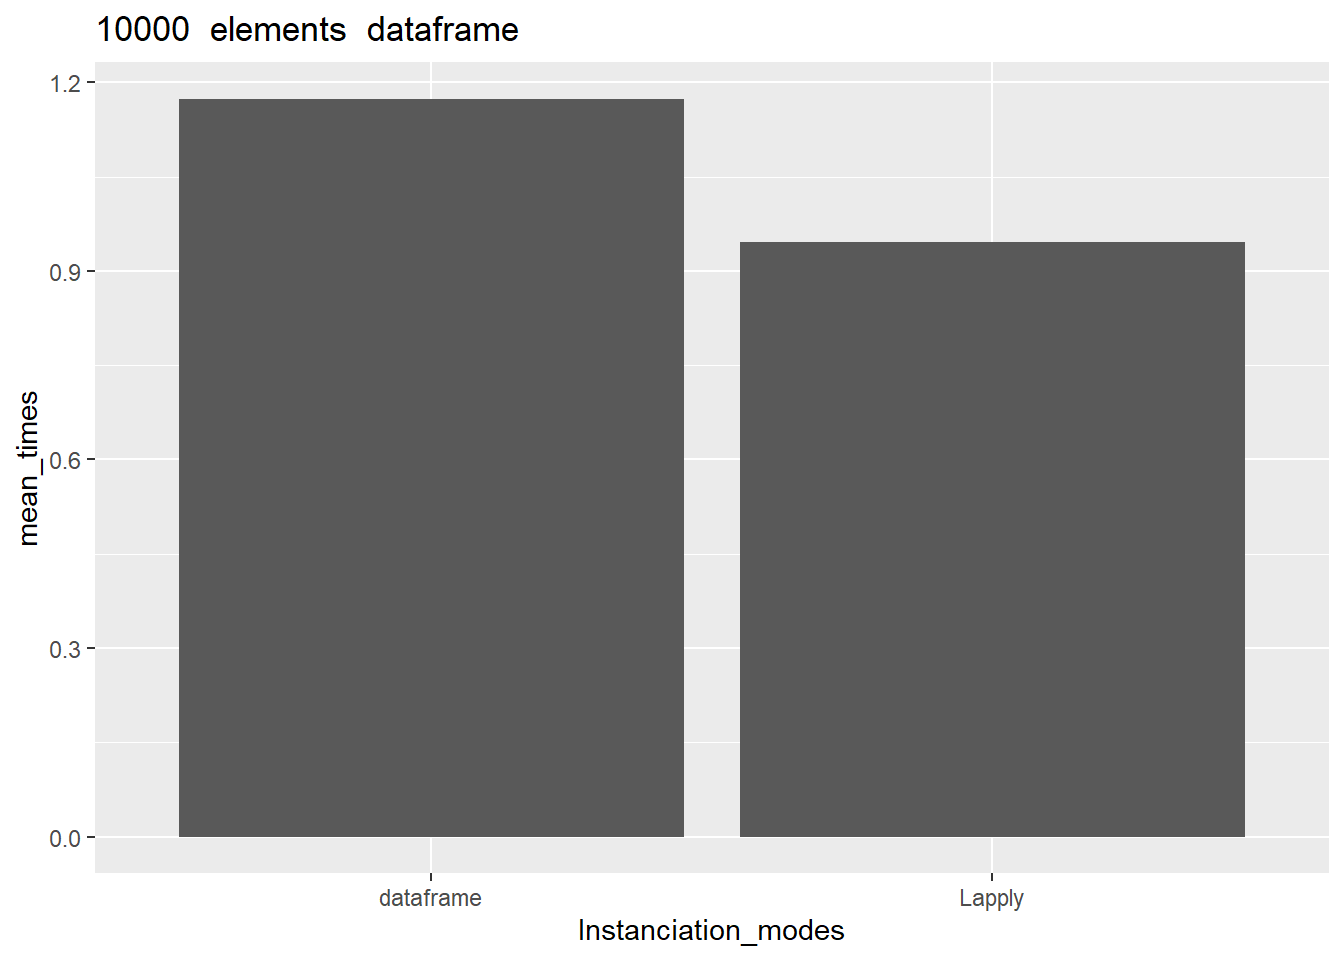 10000 elements dataframe
1.2
0.9
0.6
0.3
0.0
mean_times
dataframe
Lapply
Instanciation_modes